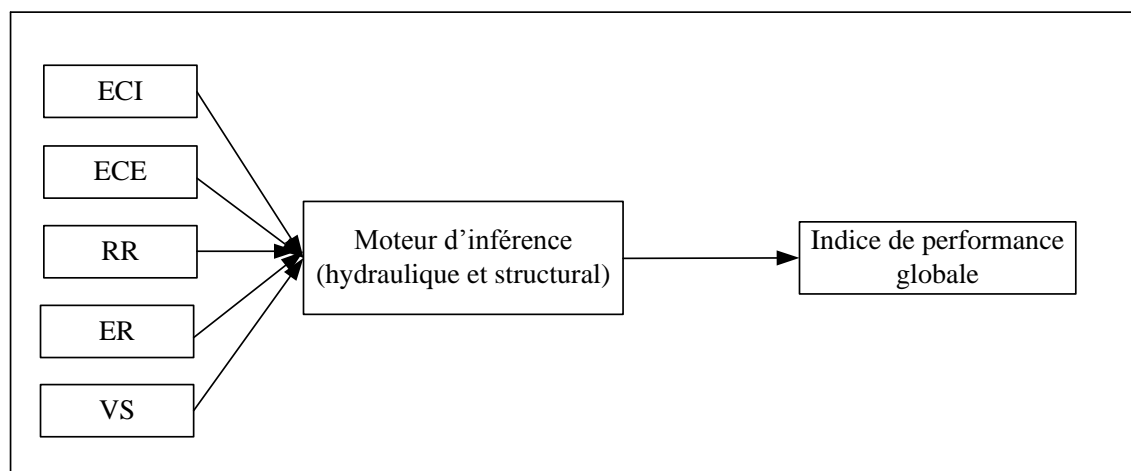 ECI
ECE
RR
ER
VS
Moteur d’inférence
(hydraulique et structural)
Indice de performance
globale